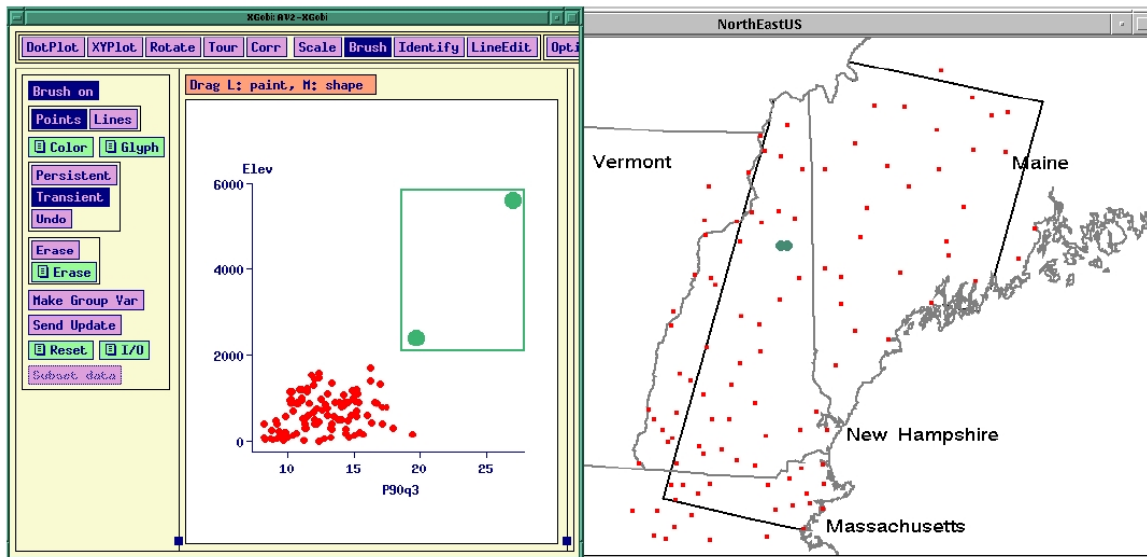 XGobi: AV2-XGobi
DotPlot XYPlot Rotate Tour Corr Scale Brush Identify LineEdit Opti
Brush on
Drag L: paint, M: shape
Points Lines
Color Glyph
Persistent
Transient
Undo
Erase
Erase
Make Group Var
Send Update
Reset I/O
Subset data
Elev
6000
4000
2000
0
10 15 20 25
P90q3
NorthEastUS
Vermont
Maine
New Hampshire
Massachusetts